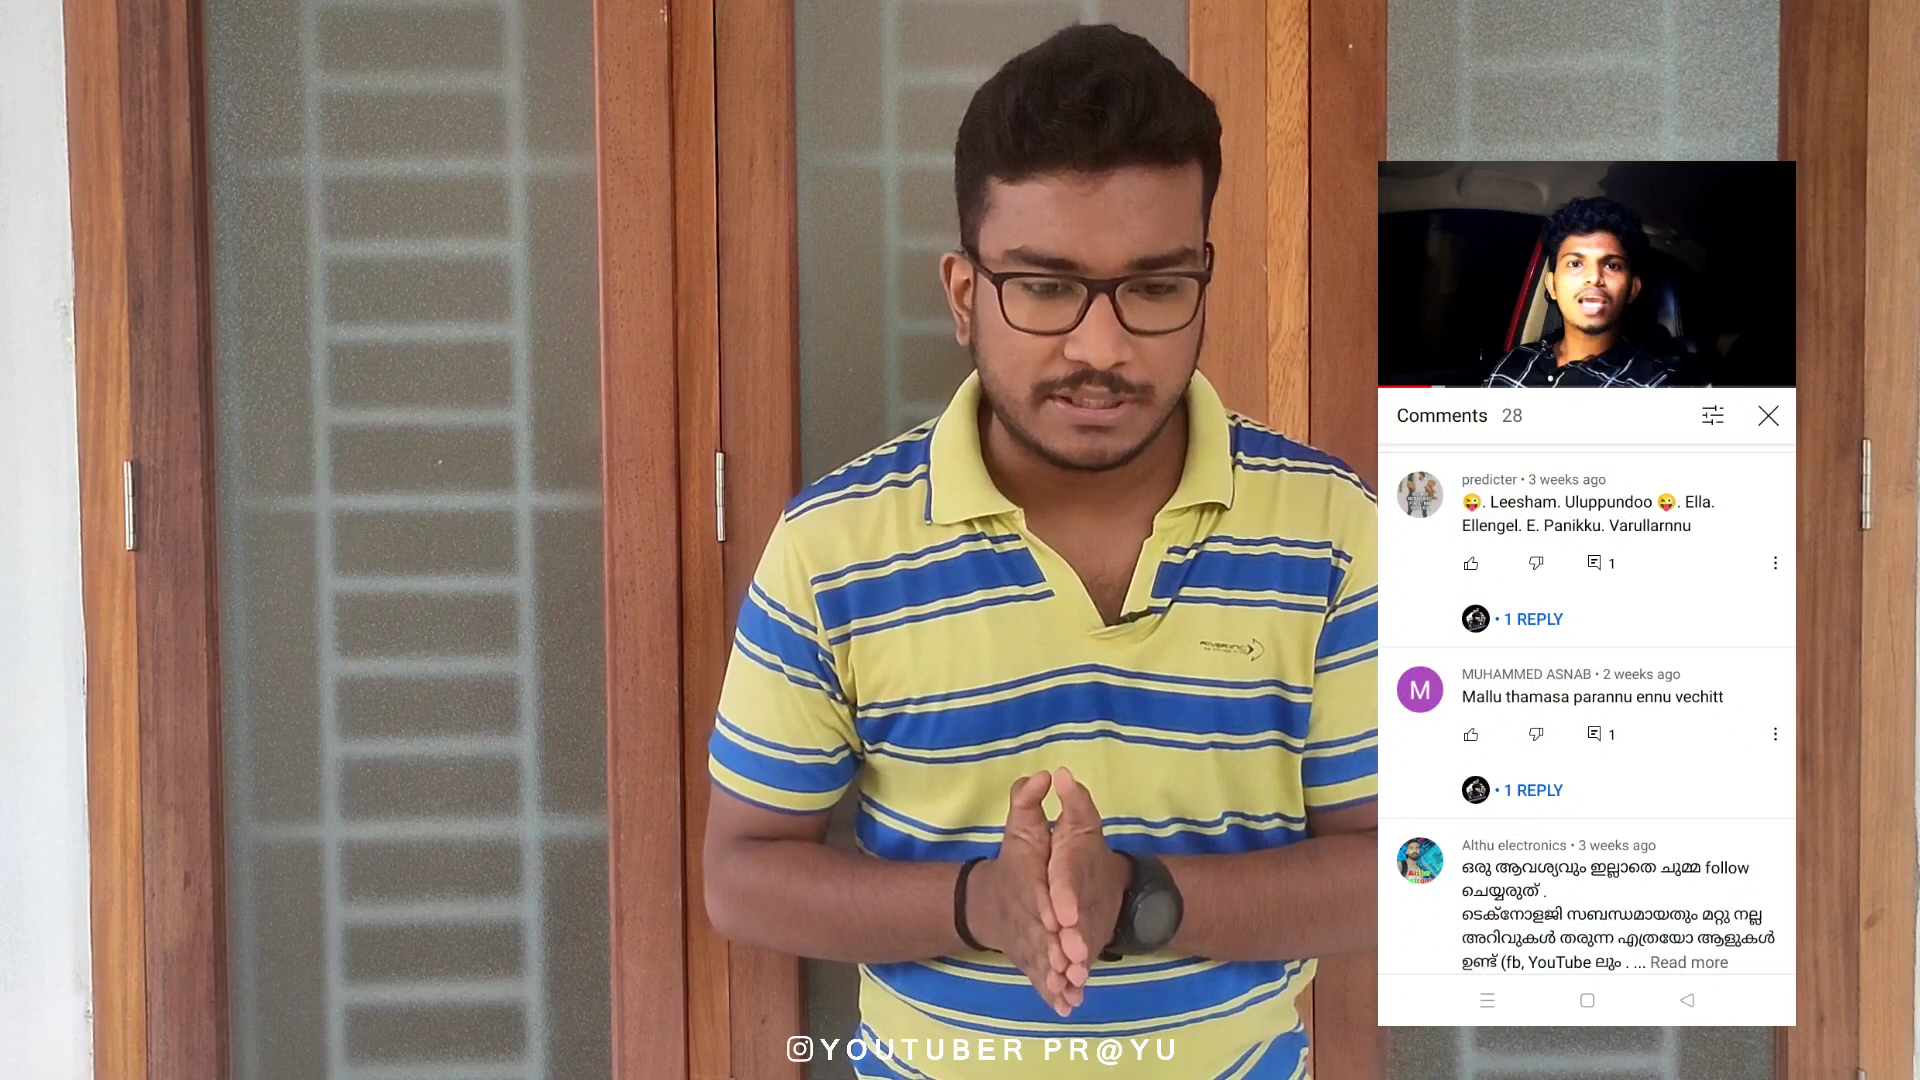 Comments 28
predicter • 3 weeks ago
😜. Leesham. Uluppundoo 😜. Ella.
Ellengel. E. Panikku. Varullarnnu
1
• 1 REPLY
M
MUHAMMED ASNAB • 2 weeks ago
Mallu thamasa parannu ennu vechitt
1
• 1 REPLY
Althu electronics • 3 weeks ago
ഒരു ആവശ്യവും ഇല്ലാതെ ചുമ്മ follow
ചെയ്യരുത് .
ടെക്നോളജി സബന്ധമായതും മറ്റു നല്ല
അറിവുകൾ തരുന്ന എത്രയോ ആളുകൾ
ഉണ്ട് (fb, YouTube ലും . ... Read more
YOUTUBER PR@YU